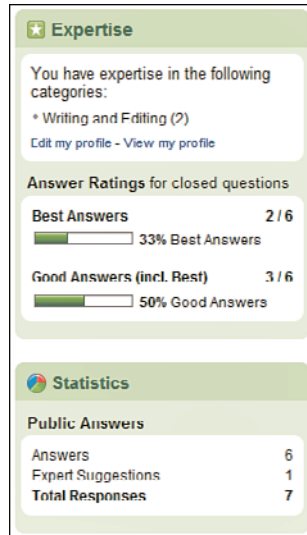 Expertise
You have expertise in the following
categories:
* Writing and Editing (2)
Edit my profile - View my profile
Answer Ratings for closed questions
Best Answers 2 / 6
33% Best Answers
Good Answers (incl. Best) 3 / 6
50% Good Answers
Statistics
Public Answers
Answers 6
Expert Suggestions 1
Total Responses 7